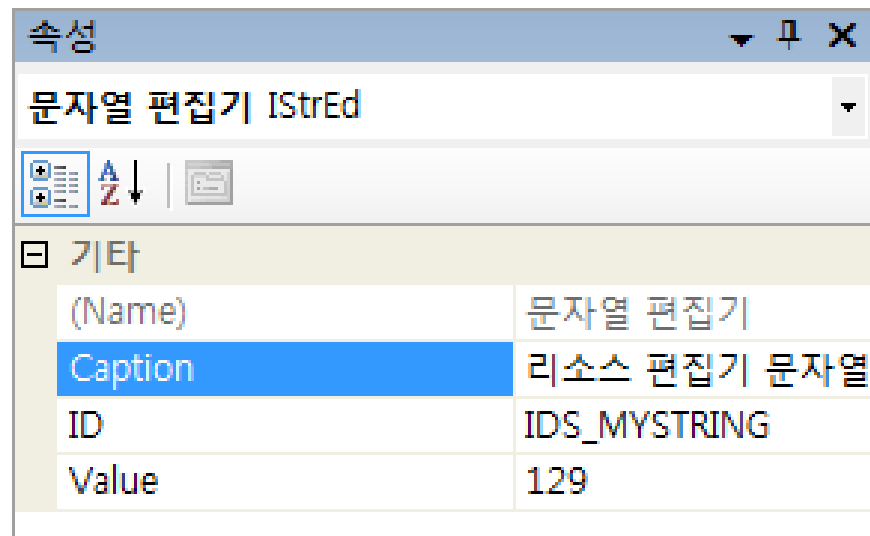 속성
문자열 편집기 IStrEd
기타
(Name) 문자열 편집기
Caption 리소스 편집기 문자열
ID IDS_MYSTRING
Value 129